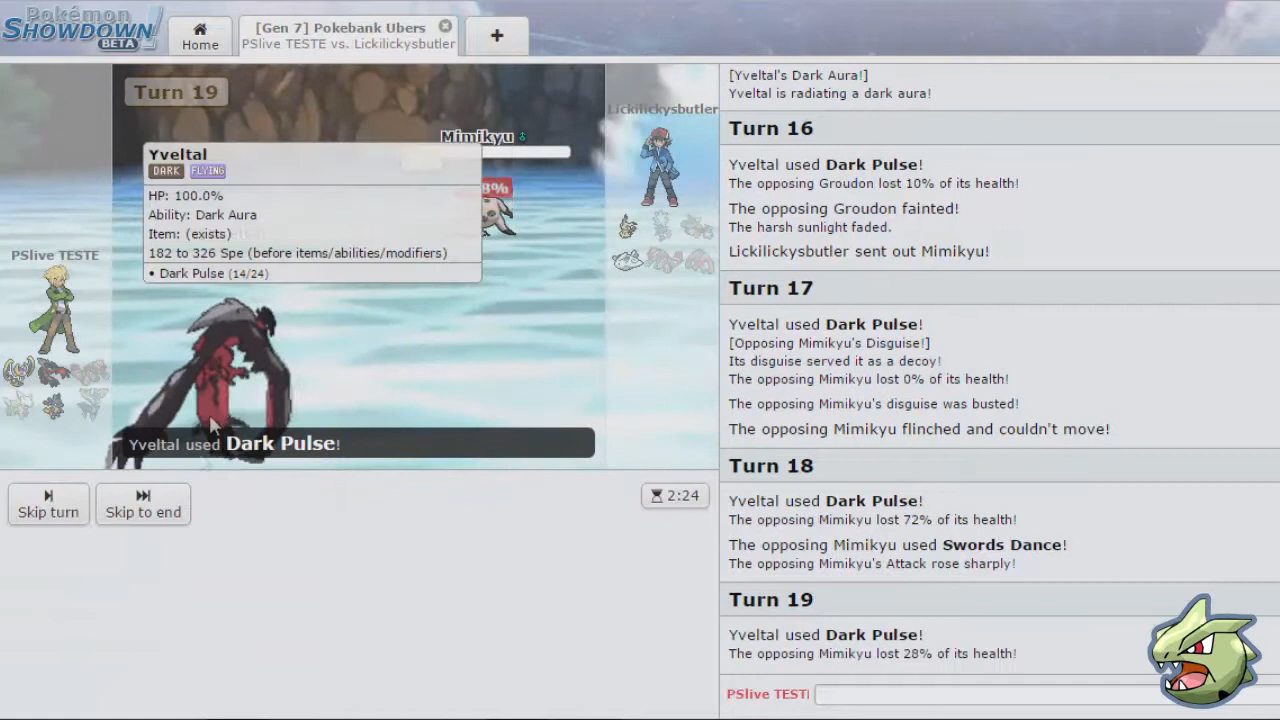 Pokémon
SHOWDOWN!
BETA
Home
[Gen 7] Pokebank Ubers
PSlive TESTE vs. Lickilickysbutler
+
Turn 19
Mimikyu
Yveltal
DARK FLYING
HP: 100.0%
Ability: Dark Aura
Item: (exists)
182 to 326 Spe (before items/abilities/modifiers)
• Dark Pulse (14/24)
8%
PSlive TESTE
Lickilickysbutler
Yveltal used Dark Pulse!
Skip turn
Skip to end
2:24
[Yveltal's Dark Aura!]
Yveltal is radiating a dark aura!
Turn 16
Yveltal used Dark Pulse!
The opposing Groudon lost 10% of its health!
The opposing Groudon fainted!
The harsh sunlight faded.
Lickilickysbutler sent out Mimikyu!
Turn 17
Yveltal used Dark Pulse!
[Opposing Mimikyu's Disguise!]
Its disguise served it as a decoy!
The opposing Mimikyu lost 0% of its health!
The opposing Mimikyu's disguise was busted!
The opposing Mimikyu flinched and couldn't move!
Turn 18
Yveltal used Dark Pulse!
The opposing Mimikyu lost 72% of its health!
The opposing Mimikyu used Swords Dance!
The opposing Mimikyu's Attack rose sharply!
Turn 19
Yveltal used Dark Pulse!
The opposing Mimikyu lost 28% of its health!
PSlive TEST